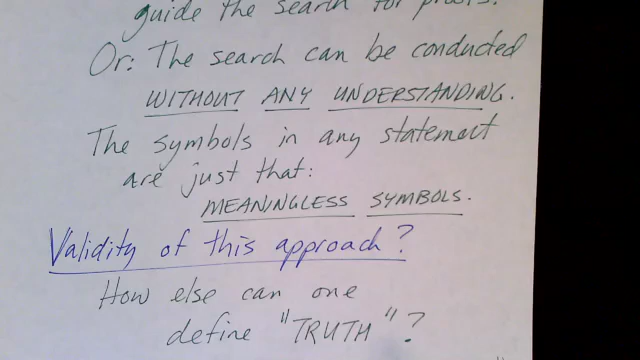 guide the search for proofs.
Or: The search can be conducted
WITHOUT ANY UNDERSTANDING.
The symbols in any statement
are just that:
MEANINGLESS SYMBOLS.
Validity of this approach?
How else can one
define "TRUTH"?